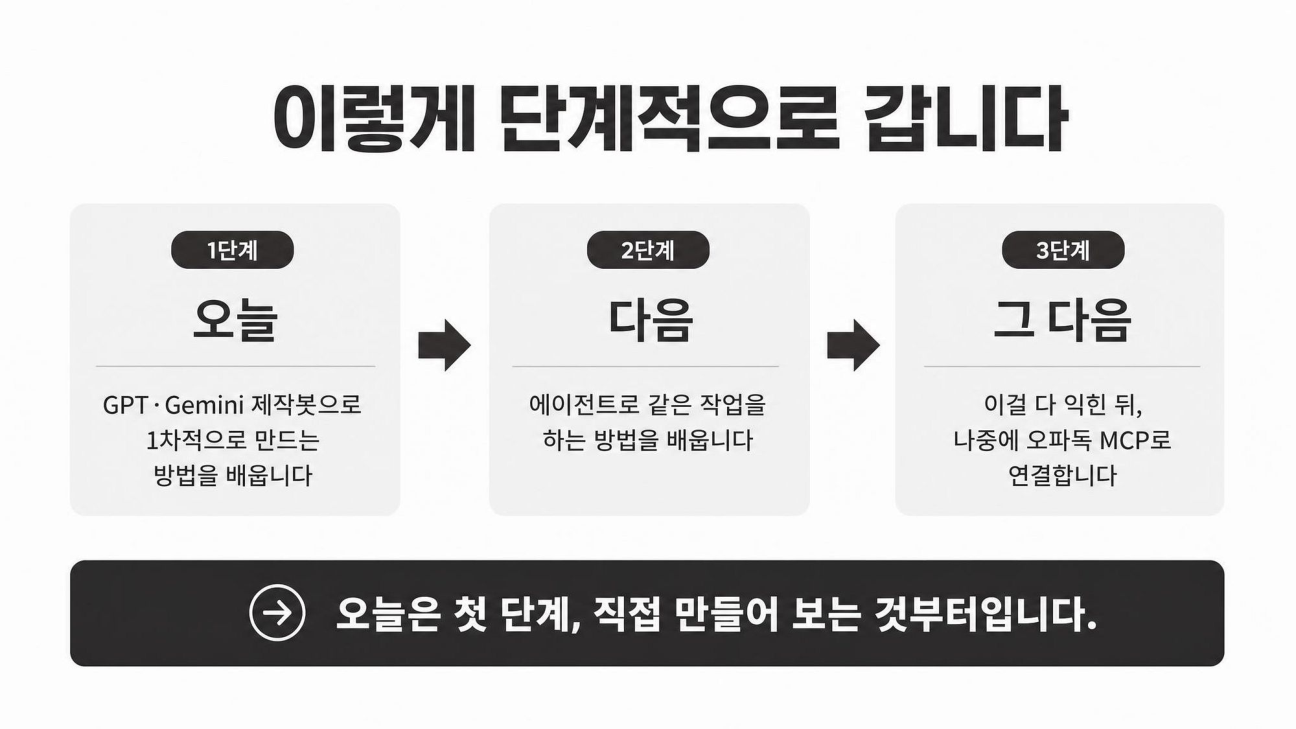 이렇게 단계적으로 갑니다
1단계
오늘
GPT·Gemini 제작봇으로
1차적으로 만드는
방법을 배웁니다
2단계
다음
에이전트로 같은 작업을
하는 방법을 배웁니다
3단계
그 다음
이걸 다 익힌 뒤,
나중에 오파독 MCP로
연결합니다
오늘은 첫 단계, 직접 만들어 보는 것부터입니다.